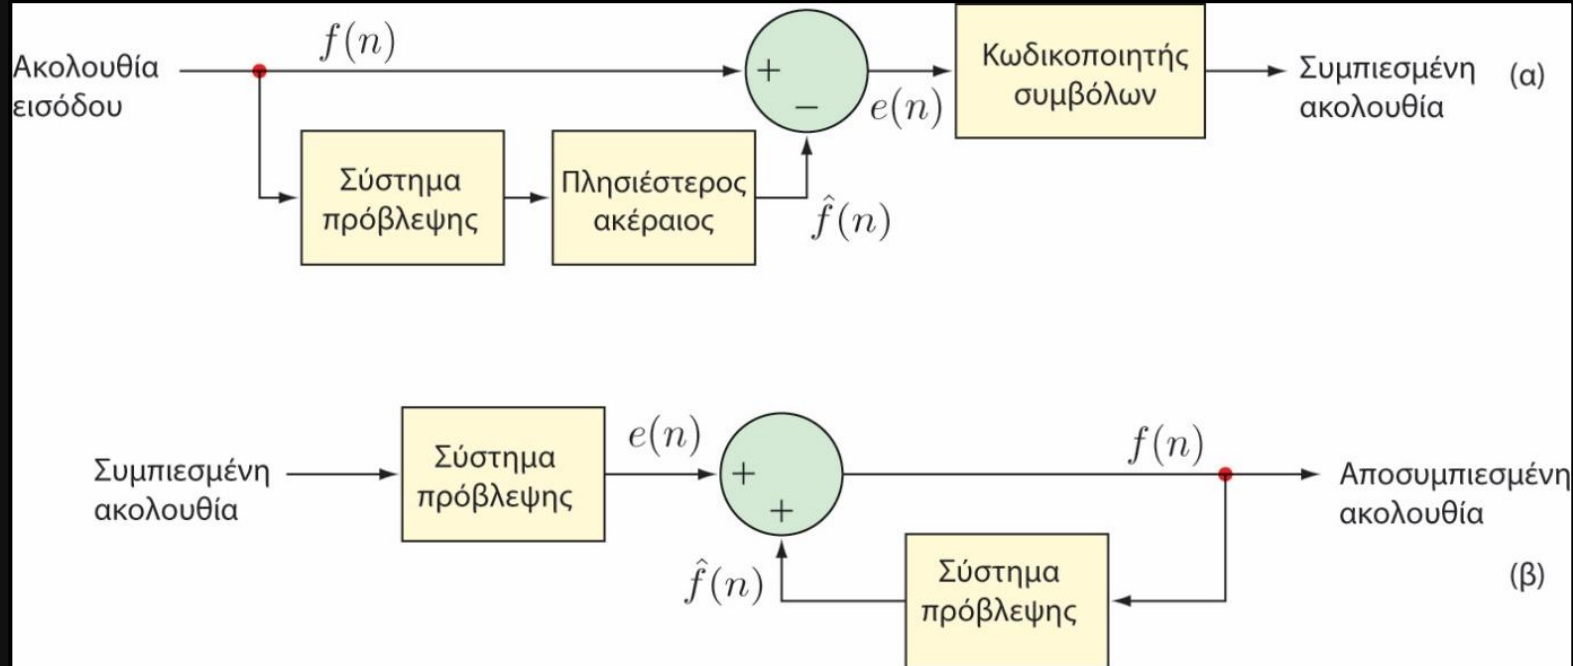 Ακολουθία
εισόδου
f(n)
+
−
e(n)
Κωδικοποιητής
συμβόλων
Συμπιεσμένη
ακολουθία
(α)
Σύστημα
πρόβλεψης
Πλησιέστερος
ακέραιος
f̂(n)
Συμπιεσμένη
ακολουθία
Σύστημα
πρόβλεψης
e(n)
+
+
f(n)
Αποσυμπιεσμένη
ακολουθία
f̂(n)
Σύστημα
πρόβλεψης
(β)